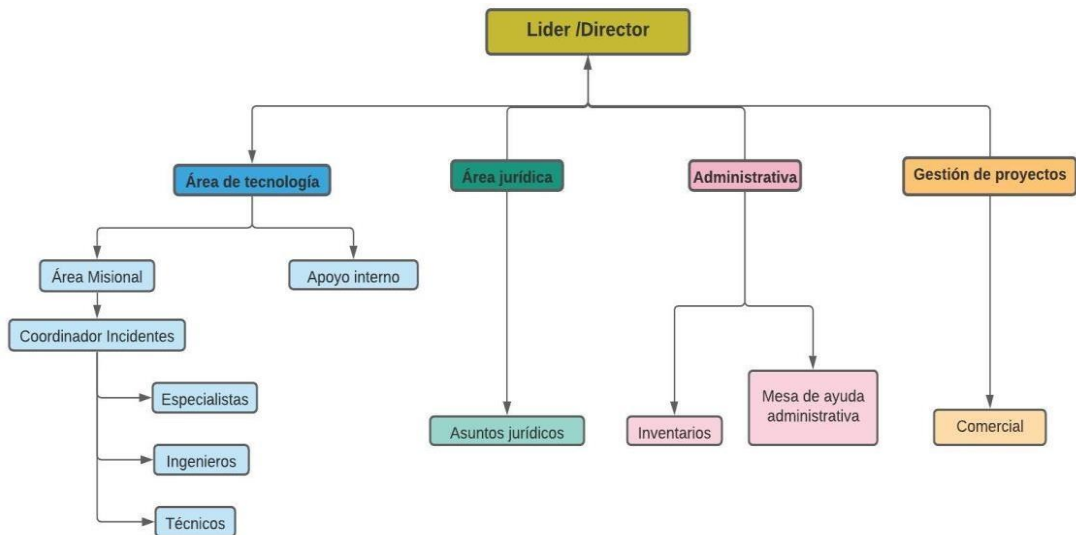 Lider /Director
Área de tecnología
Área jurídica
Administrativa
Gestión de proyectos
Área Misional
Apoyo interno
Coordinador Incidentes
Especialistas
Ingenieros
Técnicos
Asuntos jurídicos
Inventarios
Mesa de ayuda
administrativa
Comercial